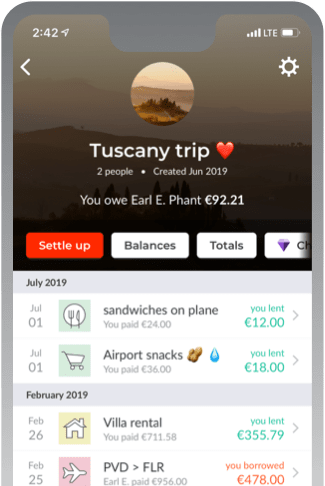 2:42 LTE
Tuscany trip ❤️
2 people • Created Jun 2019
You owe Earl E. Phant €92.21
Settle up Balances Totals
July 2019
Jul 01 sandwiches on plane you lent
You paid €24.00 €12.00
Jul 01 Airport snacks 🥜 💧 you lent
You paid €36.00 €18.00
February 2019
Feb 26 Villa rental you lent
You paid €711.58 €355.79
Feb 25 PVD > FLR you borrowed
Earl E. paid €956.00 €478.00